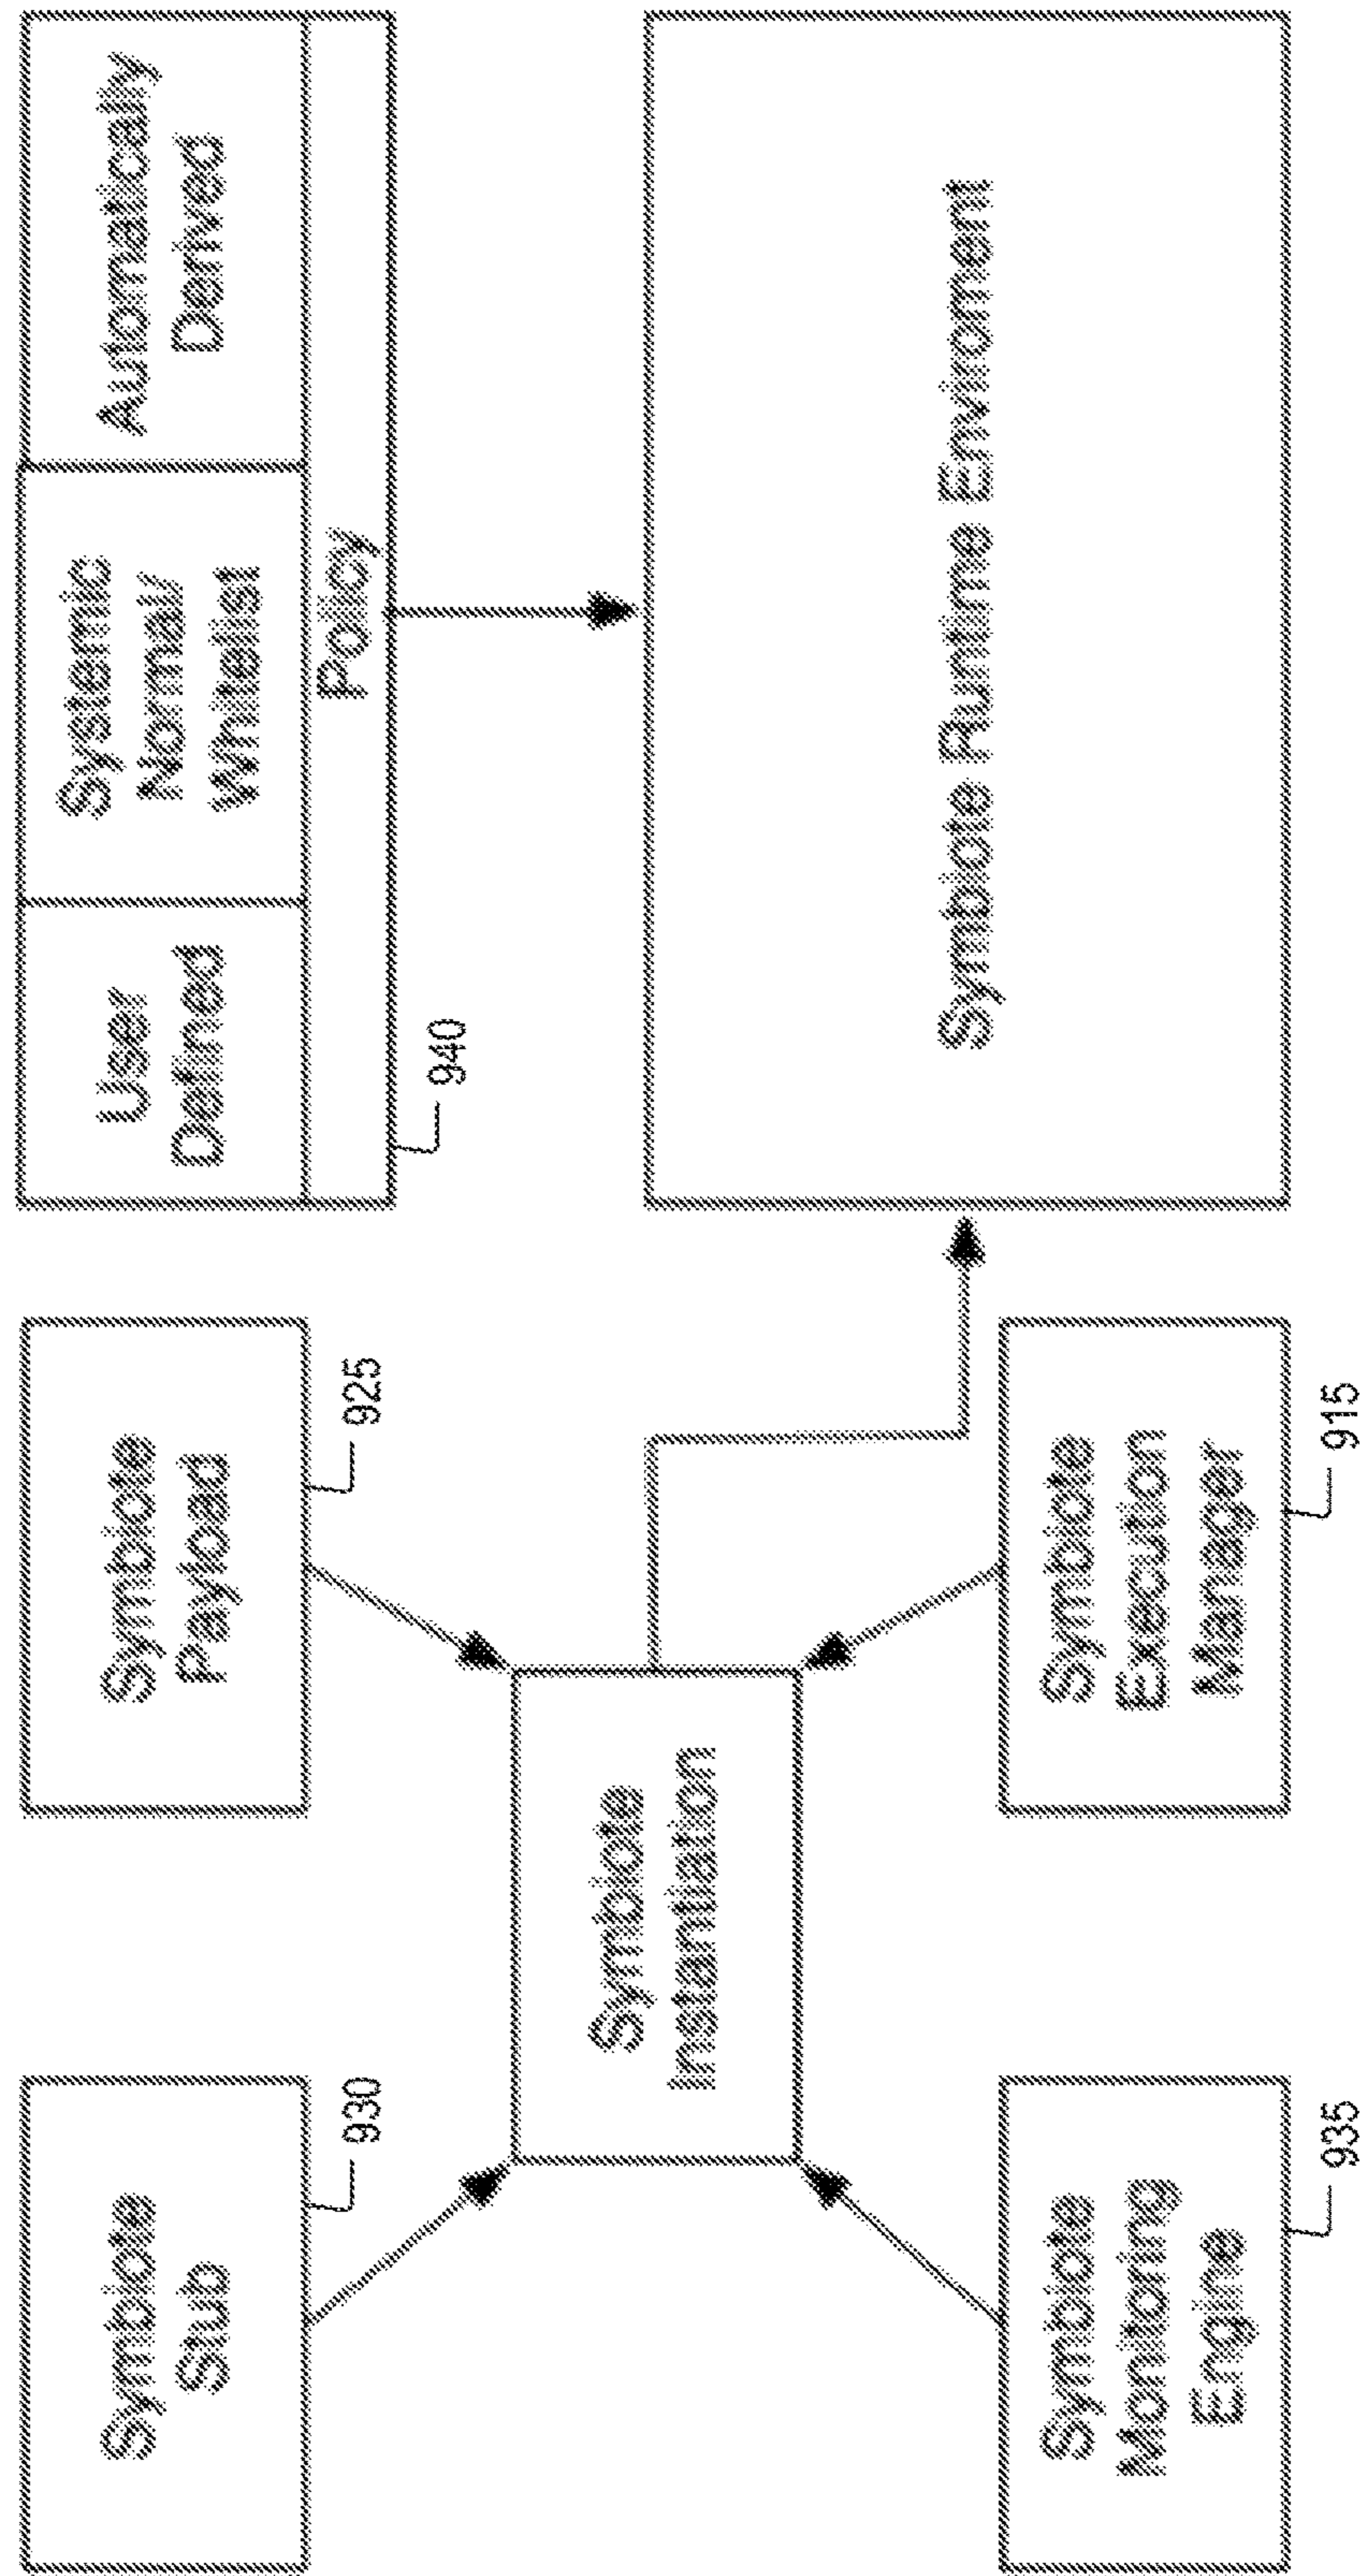 Symbiote
Stub
930
Symbiote
Payload
925
User
Defined
Systemic
Normal/
Whitelist
Automatically
Derived
Policy
940
Symbiote
Instantiation
Symbiote Runtime Enviroment
Symbiote
Monitoring
Engine
935
Symbiote
Execution
Manager
915